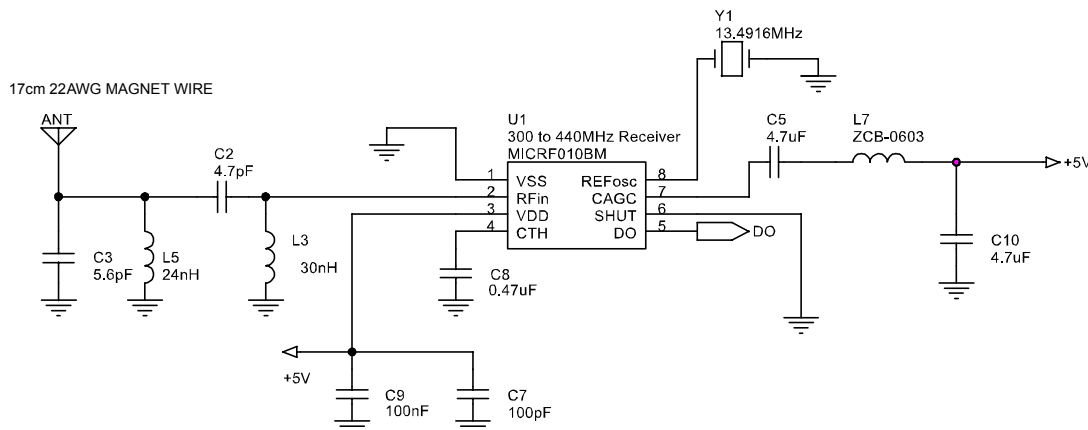 Y1
13.4916MHz
17cm 22AWG MAGNET WIRE
ANT
U1
300 to 440MHz Receiver
MICRF010BM
C5
4.7uF
L7
ZCB-0603
C2
4.7pF
+5V
1 VSS REFosc 8
2 RFin CAGC 7
3 VDD SHUT 6
4 CTH DO 5
DO
C3
5.6pF
L5
24nH
L3
30nH
C8
0.47uF
C10
4.7uF
+5V
C9
100nF
C7
100pF